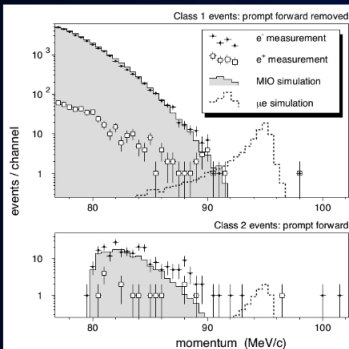 Class 1 events: prompt forward removed
e⁻ measurement
e⁺ measurement
MIO simulation
μe simulation
events / channel
10³
10²
10
1
80
90
100
Class 2 events: prompt forward
10
1
80
90
100
momentum (MeV/c)